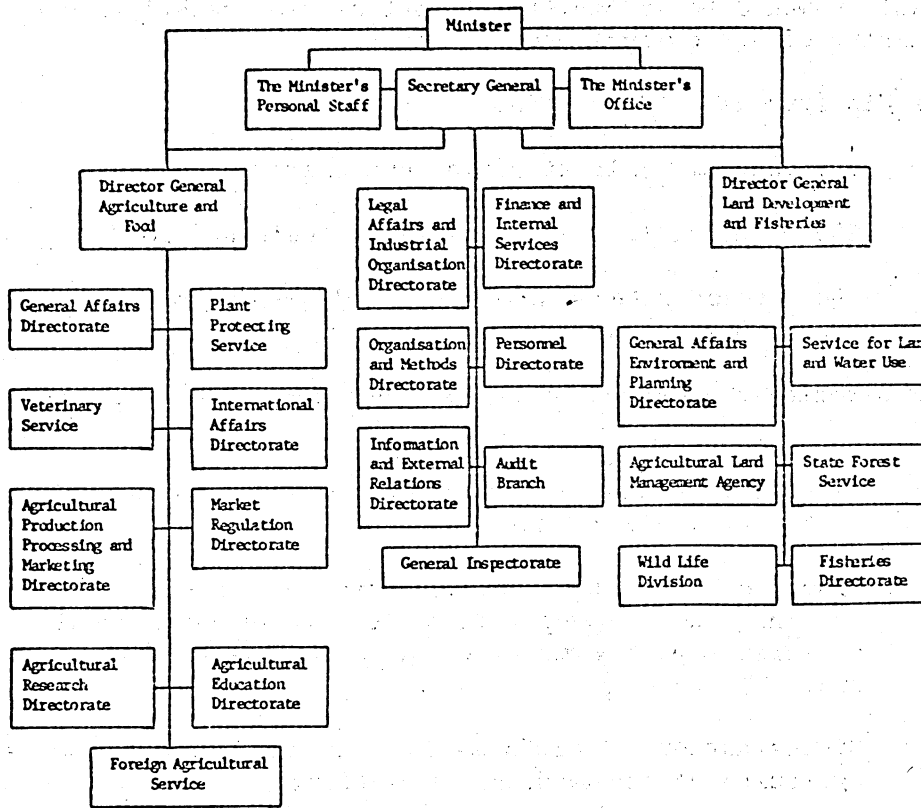 Minister
The Minister's
Personal Staff
Secretary General
The Minister's
Office
Director General
Agriculture and
Food
Legal
Affairs and
Industrial
Organisation
Directorate
Finance and
Internal
Services
Directorate
Director General
Land Development
and Fisheries
General Affairs
Directorate
Plant
Protecting
Service
Organisation
and Methods
Directorate
Personnel
Directorate
General Affairs
Enviroment and
Planning
Directorate
Service for Lan
and Water Use
Veterinary
Service
International
Affairs
Directorate
Information
and External
Relations
Directorate
Audit
Branch
Agricultural Land
Management Agency
State Forest
Service
Agricultural
Production
Processing and
Marketing
Directorate
Market
Regulation
Directorate
General Inspectorate
Wild Life
Division
Fisheries
Directorate
Agricultural
Research
Directorate
Agricultural
Education
Directorate
Foreign Agricultural
Service